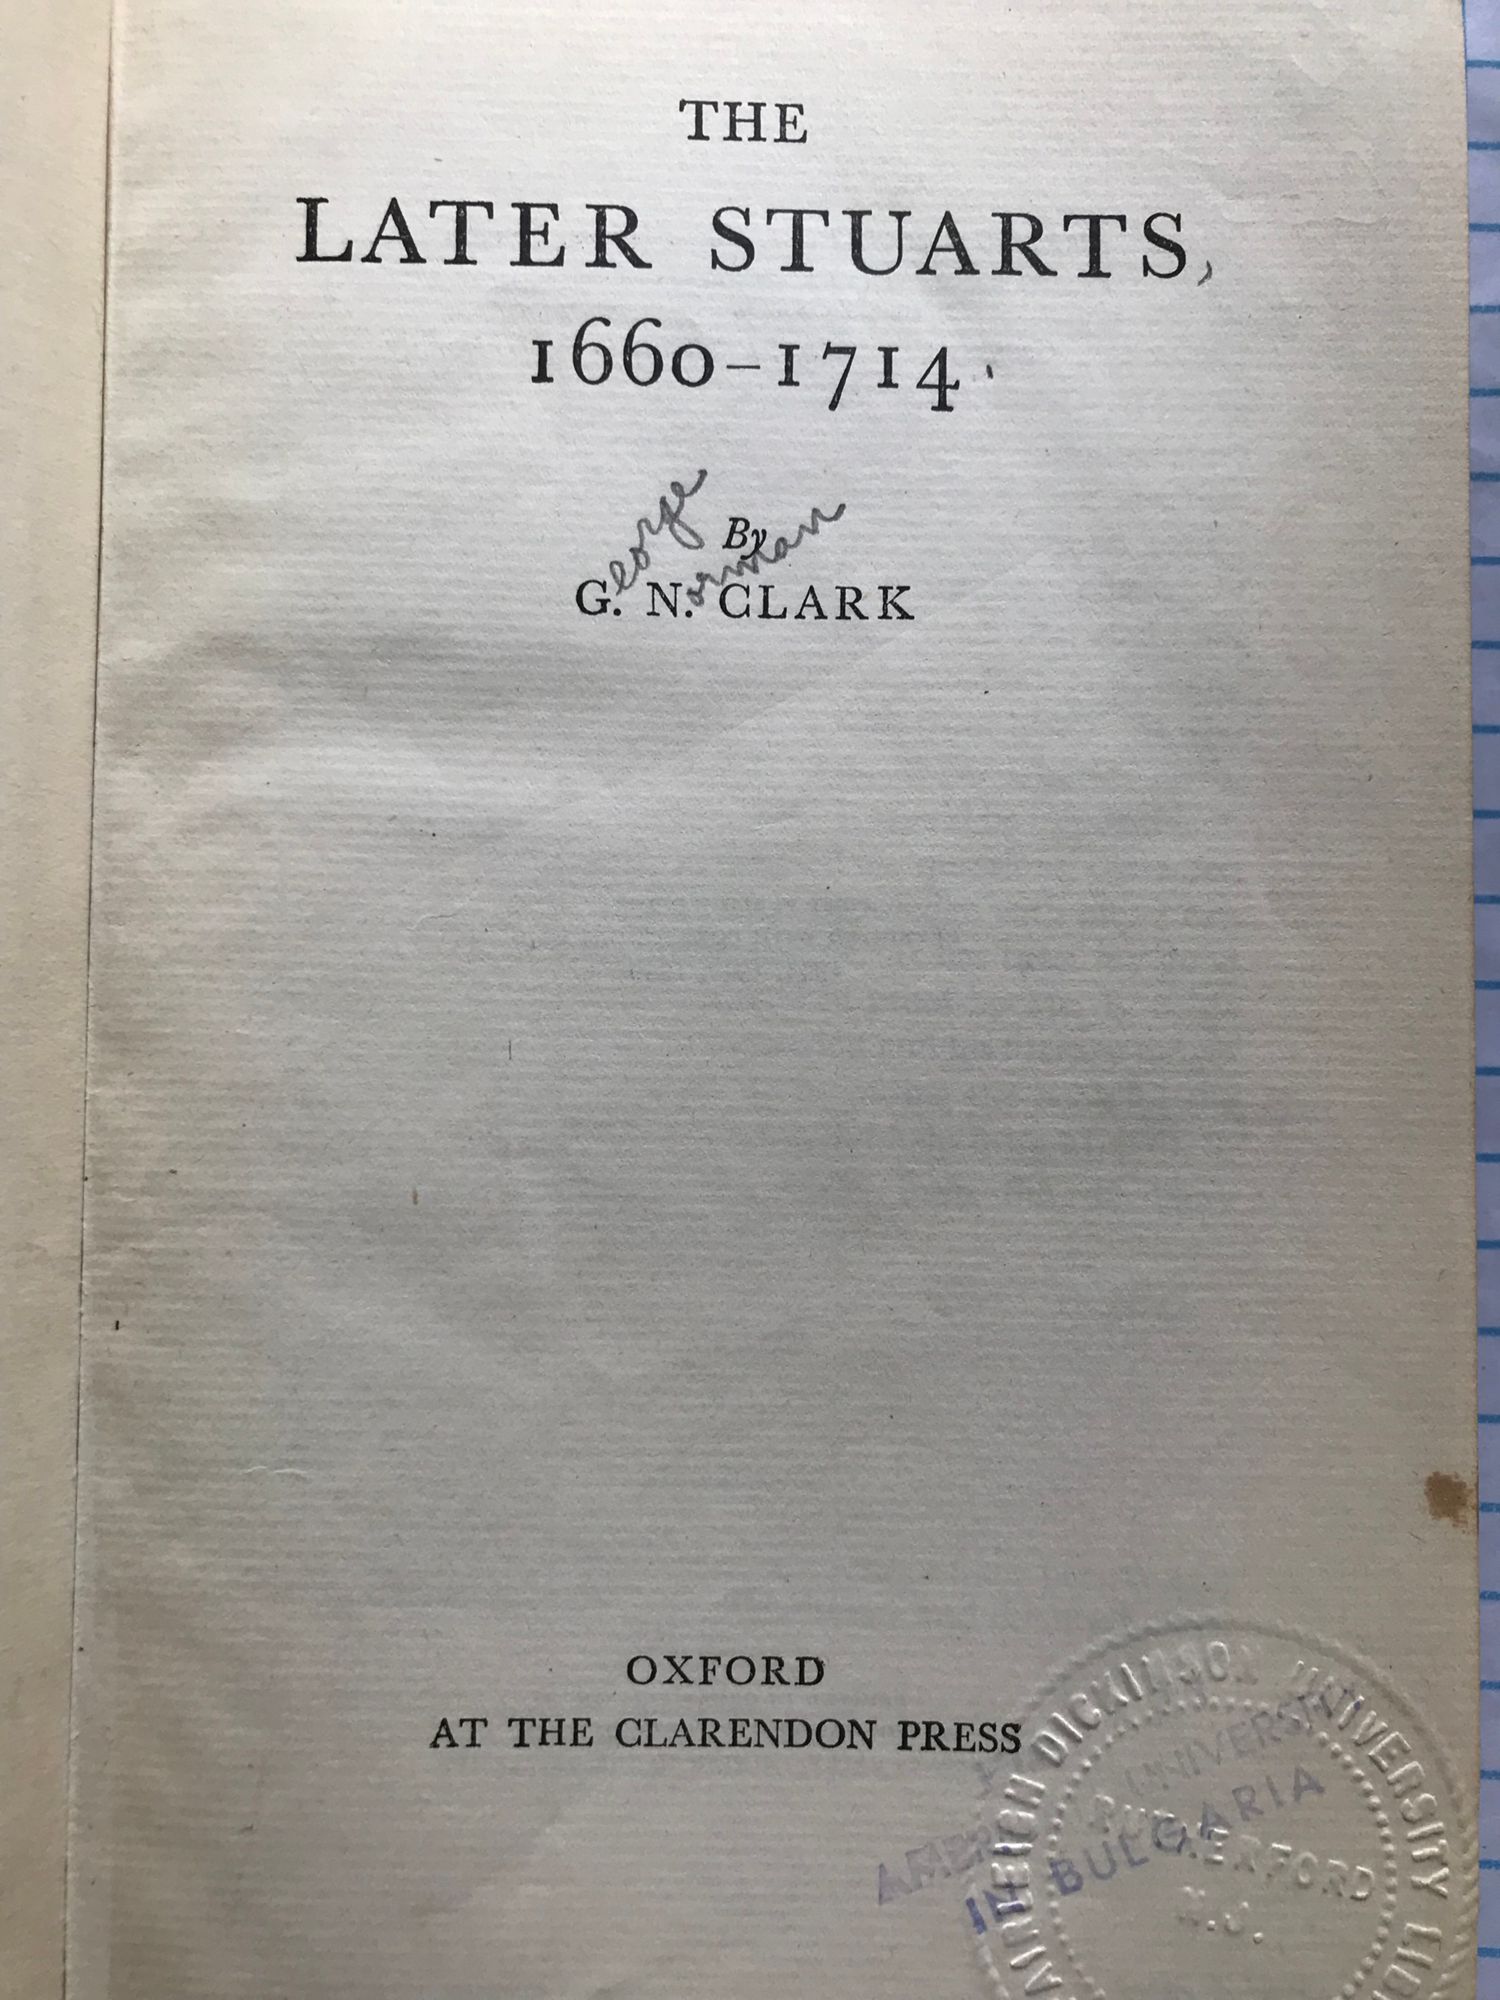 THE
LATER STUARTS,
1660–1714.
George
By
Norman
G. N. CLARK
OXFORD
AT THE CLARENDON PRESS
FAIRLEIGH DICKINSON UNIVERSITY
RUTHERFORD
N.J.
AMERICAN UNIVERSITY
IN BULGARIA